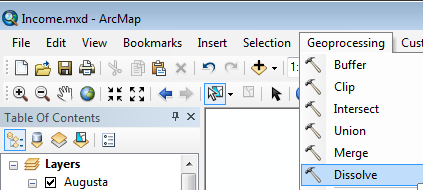 Income.mxd - ArcMap
File Edit View Bookmarks Insert Selection Geoprocessing
Buffer
Clip
Intersect
Union
Merge
Dissolve
Table Of Contents
Layers
Augusta